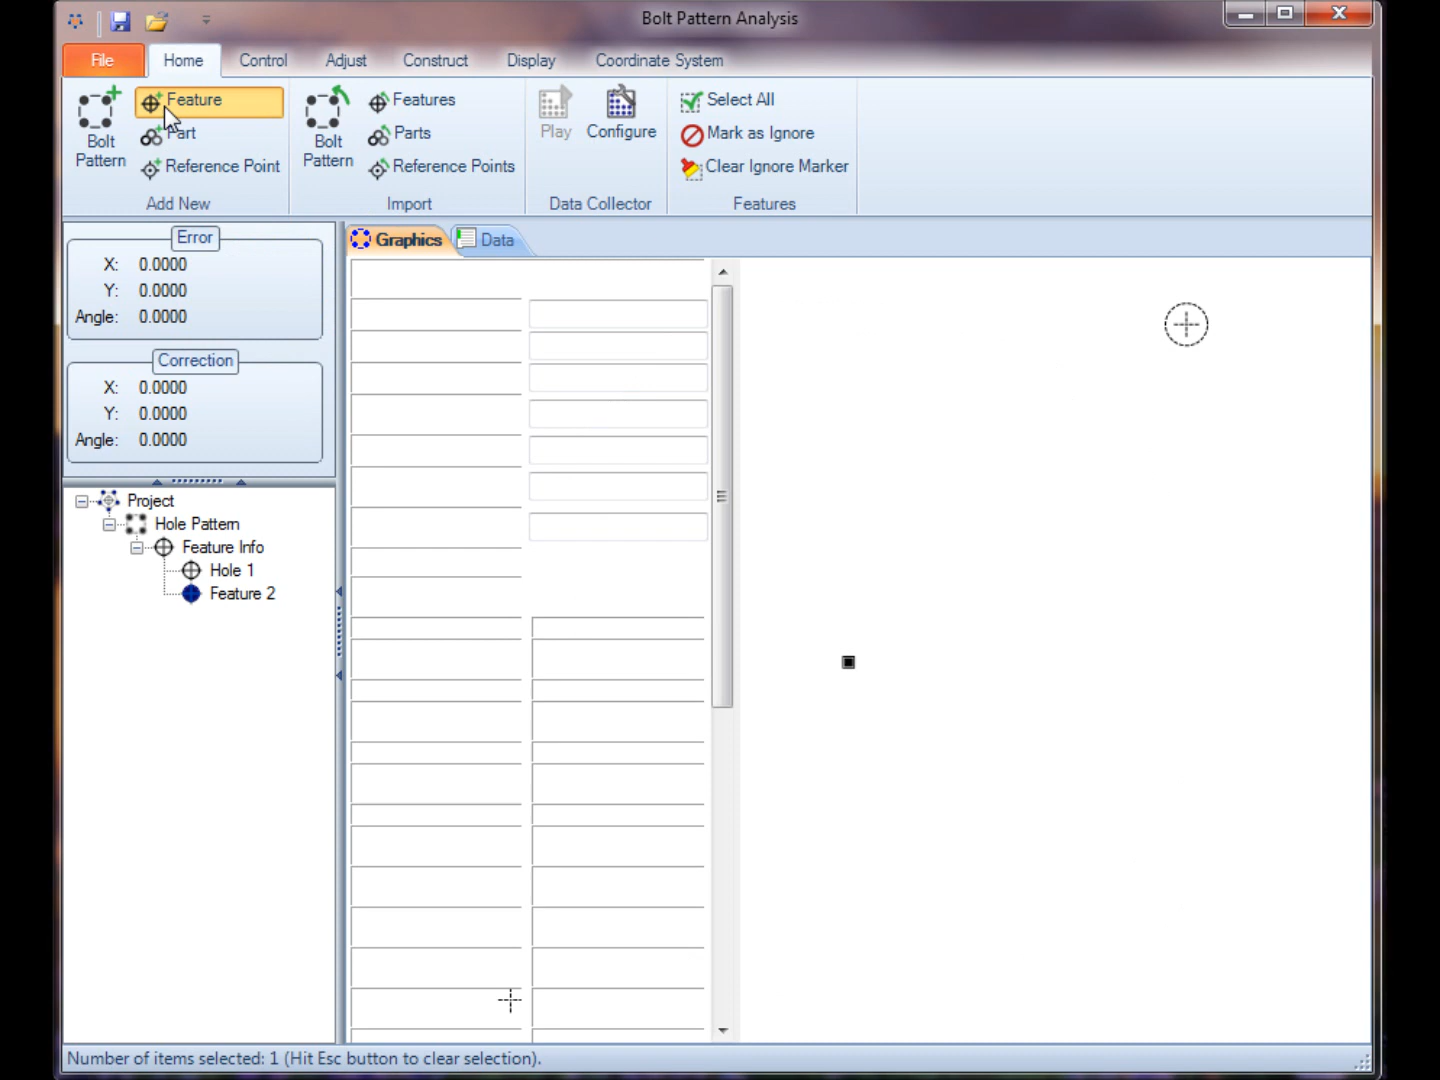 Bolt Pattern Analysis
File Home Control Adjust Construct Display Coordinate System
Bolt Pattern
Feature
Part
Reference Point
Add New
Bolt Pattern
Features
Parts
Reference Points
Import
Play
Configure
Data Collector
Select All
Mark as Ignore
Clear Ignore Marker
Features
Error
X: 0.0000
Y: 0.0000
Angle: 0.0000
Correction
X: 0.0000
Y: 0.0000
Angle: 0.0000
Graphics Data
Project
Hole Pattern
Feature Info
Hole 1
Feature 2
Number of items selected: 1 (Hit Esc button to clear selection).